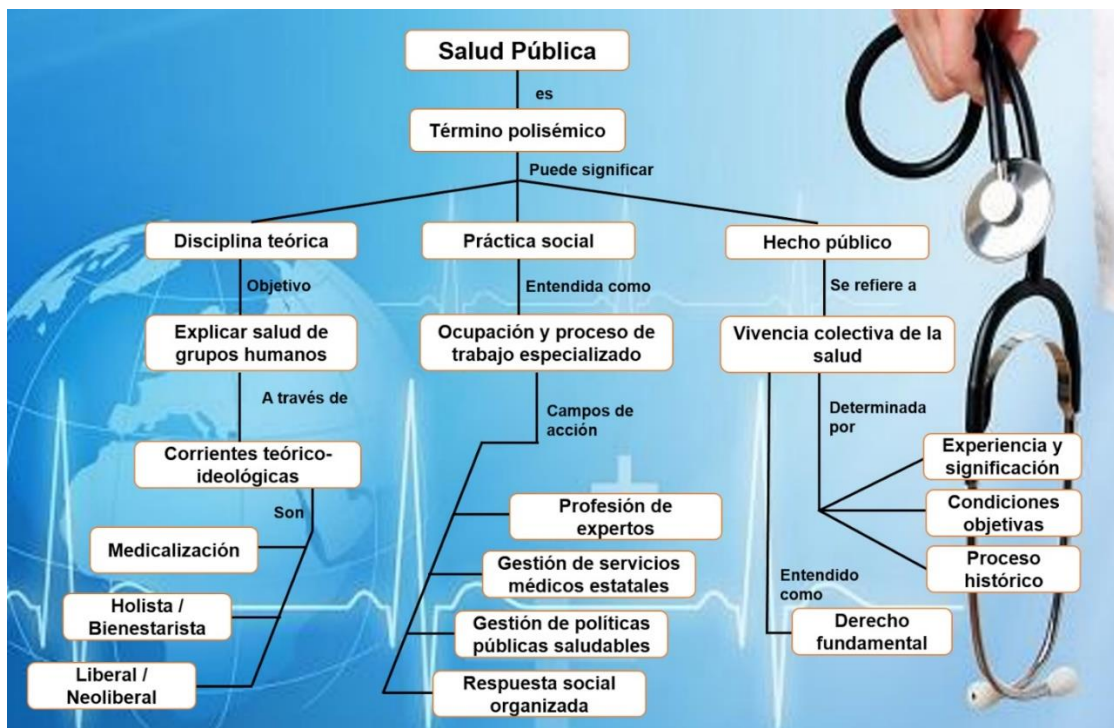 Salud Pública
es
Término polisémico
Puede significar
Disciplina teórica
Práctica social
Hecho público
Objetivo
Entendida como
Se refiere a
Explicar salud de
grupos humanos
Ocupación y proceso de
trabajo especializado
Vivencia colectiva de la
salud
A través de
Campos de
acción
Determinada
por
Corrientes teórico-
ideológicas
Experiencia y
significación
Son
Profesión de
expertos
Condiciones
objetivas
Medicalización
Gestión de servicios
médicos estatales
Proceso
histórico
Entendido
como
Holista /
Bienestarista
Gestión de políticas
públicas saludables
Derecho
fundamental
Liberal /
Neoliberal
Respuesta social
organizada